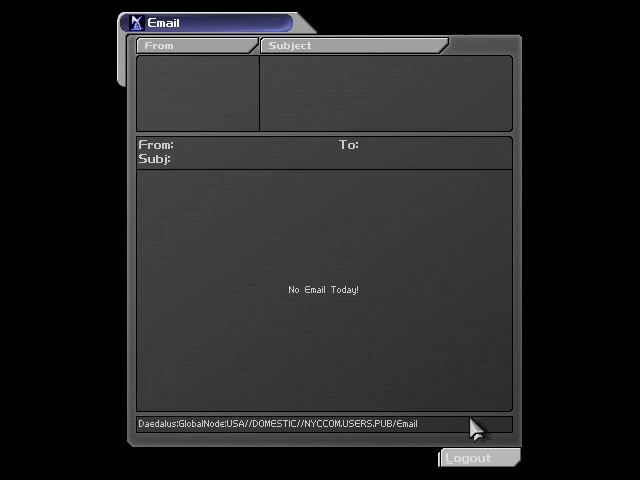 Email
From Subject
From: To:
Subj:
No Email Today!
Daedalus:GlobalNode:USA//DOMESTIC//NYCCOM.USERS.PUB/Email
Logout